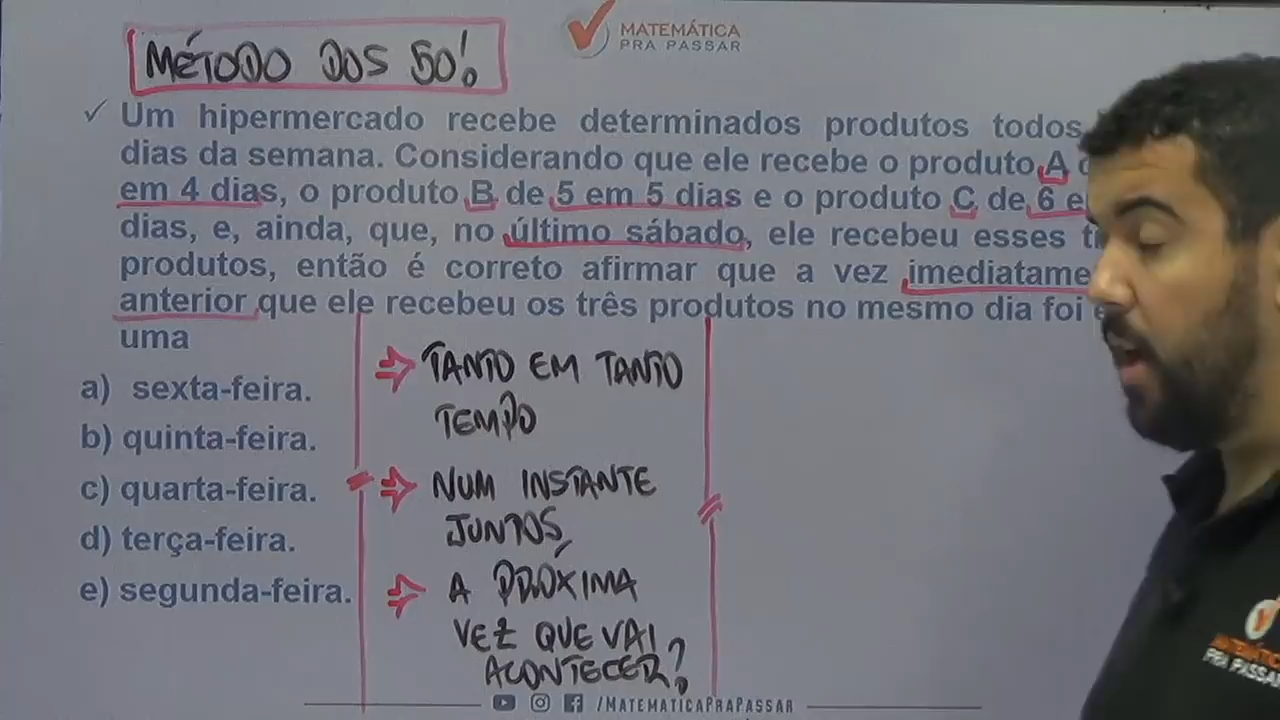 MÉTODO DOS 50!
MATEMÁTICA
PRA PASSAR
✓ Um hipermercado recebe determinados produtos todos
dias da semana. Considerando que ele recebe o produto A
em 4 dias, o produto B de 5 em 5 dias e o produto C de 6
dias, e, ainda, que, no último sábado, ele recebeu esses
produtos, então é correto afirmar que a vez imediatame
anterior que ele recebeu os três produtos no mesmo dia foi
uma
a) sexta-feira.
b) quinta-feira.
c) quarta-feira.
d) terça-feira.
e) segunda-feira.
⇒ TANTO EM TANTO
TEMPO
⇒ NUM INSTANTE
JUNTOS,
⇒ A PRÓXIMA
VEZ QUE VAI
ACONTECER?
/MATEMATICAPRAPASSAR
MATEMÁTICA
PRA PASSAR